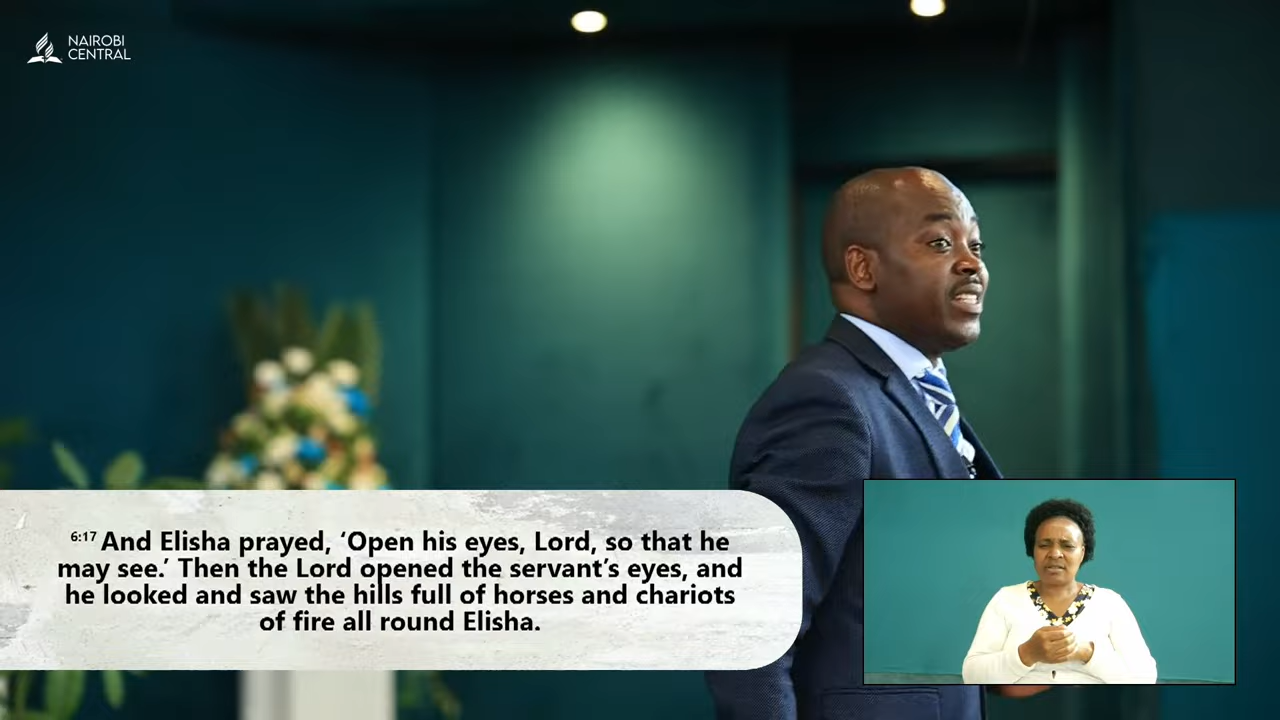 NAIROBI
CENTRAL
6:17 And Elisha prayed, ‘Open his eyes, Lord, so that he
may see.’ Then the Lord opened the servant’s eyes, and
he looked and saw the hills full of horses and chariots
of fire all round Elisha.